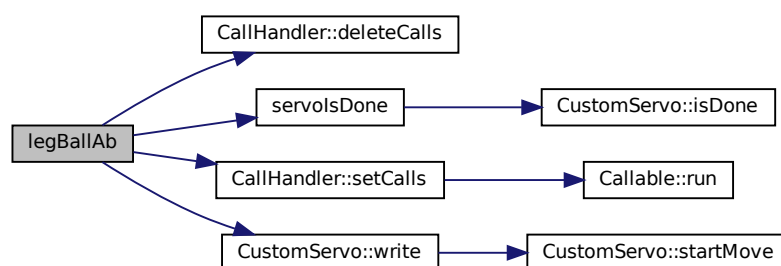 CallHandler::deleteCalls
servoIsDone
CustomServo::isDone
legBallAb
CallHandler::setCalls
Callable::run
CustomServo::write
CustomServo::startMove